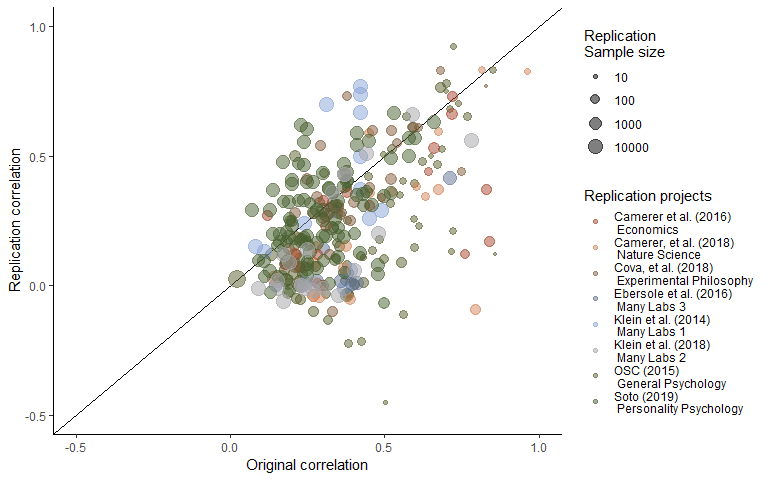 1.0
0.5
0.0
-0.5
Replication correlation
-0.5
0.0
0.5
1.0
Original correlation
Replication
Sample size
10
100
1000
10000
Replication projects
Camerer et al. (2016)
Economics
Camerer, et al. (2018)
Nature Science
Cova, et al. (2018)
Experimental Philosophy
Ebersole et al. (2016)
Many Labs 3
Klein et al. (2014)
Many Labs 1
Klein et al. (2018)
Many Labs 2
OSC (2015)
General Psychology
Soto (2019)
Personality Psychology